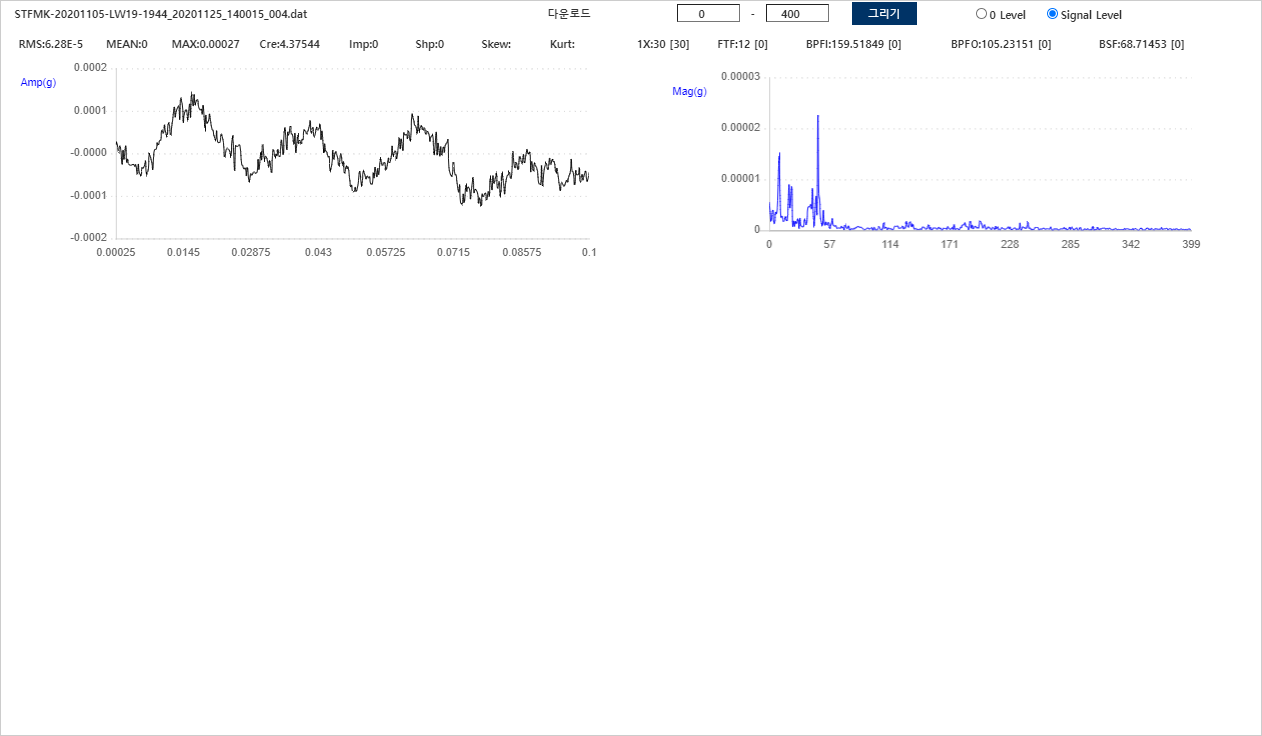 STFMK-20201105-LW19-1944_20201125_140015_004.dat 다운로드 0 - 400 그리기 0 Level Signal Level
RMS:6.28E-5 MEAN:0 MAX:0.00027 Cre:4.37544 Imp:0 Shp:0 Skew: Kurt: 1X:30 [30] FTF:12 [0] BPFI:159.51849 [0] BPFO:105.23151 [0] BSF:68.71453 [0]
Amp(g)
0.0002
0.0001
-0.0000
-0.0001
-0.0002
0.00025 0.0145 0.02875 0.043 0.05725 0.0715 0.08575 0.1
Mag(g)
0.00003
0.00002
0.00001
0
0 57 114 171 228 285 342 399